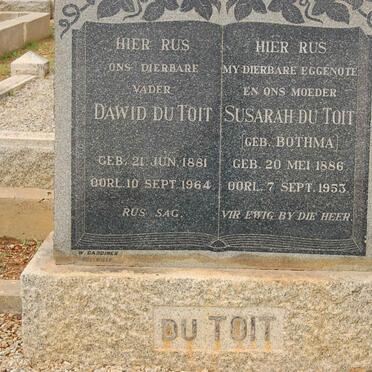 HIER RUS
ONS DIERBARE
VADER
DAWID DU TOIT
GEB. 21 JUN. 1881
OORL. 10 SEPT. 1964
RUS SAG.
HIER RUS
MY DIERBARE EGGENOTE
EN ONS MOEDER
SUSARAH DU TOIT
[GEB. BOTHMA]
GEB. 20 MEI 1886
OORL. 7 SEPT. 1953.
VIR EWIG BY DIE HEER.
W. GARDINER
DU TOIT